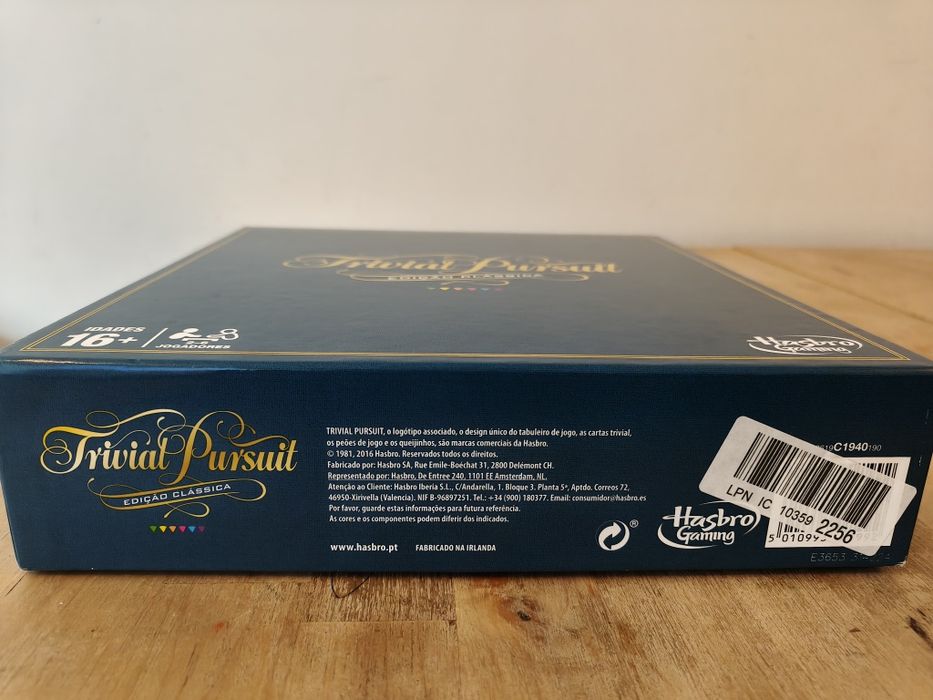 Trivial Pursuit
EDIÇÃO CLÁSSICA
IDADES
16+
JOGADORES
Hasbro
Gaming
Trivial Pursuit
EDIÇÃO CLÁSSICA
TRIVIAL PURSUIT, o logótipo associado, o design único do tabuleiro de jogo, as cartas trivial,
os peões de jogo e os queijinhos, são marcas comerciais da Hasbro.
© 1981, 2016 Hasbro. Reservados todos os direitos.
Fabricado por: Hasbro SA, Rue Emile-Boéchat 31, 2800 Delémont CH.
Representado por: Hasbro, De Entree 240, 1101 EE Amsterdam, NL.
Atenção ao Cliente: Hasbro Iberia S.L., C/Andarella, 1. Bloque 3. Planta 5ª, Aptdo. Correos 72,
46950-Xirivella (Valencia). NIF B-96897251. Tel.: +34 (900) 180377. Email: consumidor@hasbro.es
Por favor, guarde estas informações para futura referência.
As cores e os componentes podem diferir dos indicados.
www.hasbro.pt FABRICADO NA IRLANDA
®
Hasbro
Gaming
C1940190
LPN IC 10359 2256
5 01099
E3653